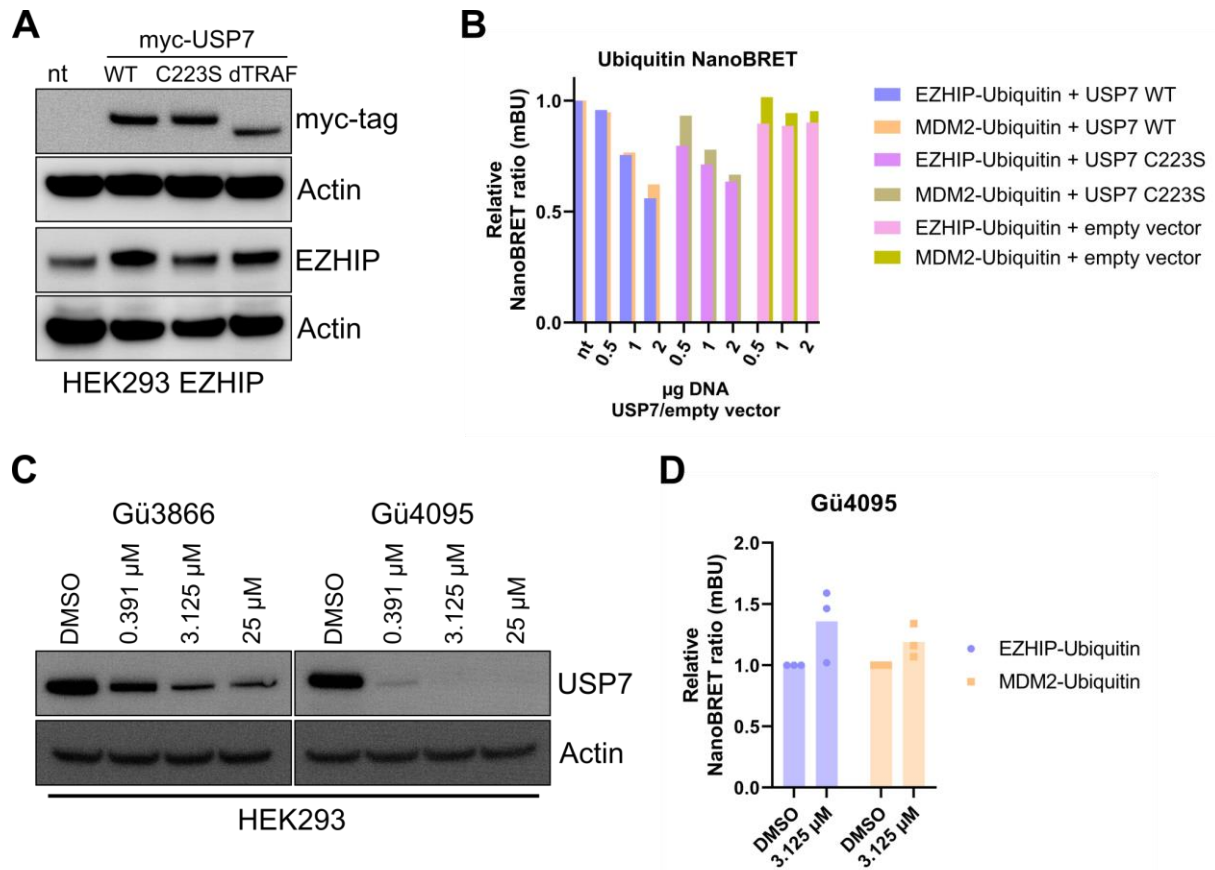 A
myc-USP7
nt WT C223S dTRAF
myc-tag
Actin
EZHIP
Actin
HEK293 EZHIP
B
Ubiquitin NanoBRET
Relative
NanoBRET ratio (mBU)
1.0
0.5
0.0
nt 0.5 1 2 0.5 1 2 0.5 1 2
µg DNA
USP7/empty vector
EZHIP-Ubiquitin + USP7 WT
MDM2-Ubiquitin + USP7 WT
EZHIP-Ubiquitin + USP7 C223S
MDM2-Ubiquitin + USP7 C223S
EZHIP-Ubiquitin + empty vector
MDM2-Ubiquitin + empty vector
C
Gü3866 Gü4095
DMSO 0.391 µM 3.125 µM 25 µM DMSO 0.391 µM 3.125 µM 25 µM
USP7
Actin
HEK293
D
Gü4095
Relative
NanoBRET ratio (mBU)
2.0
1.5
1.0
0.5
0.0
DMSO 3.125 µM DMSO 3.125 µM
EZHIP-Ubiquitin
MDM2-Ubiquitin